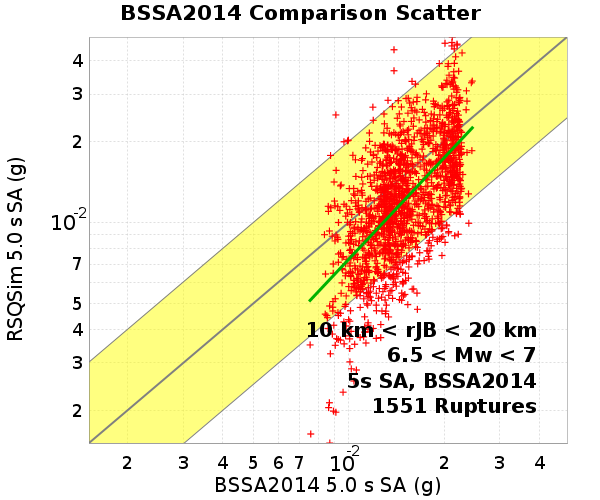 BSSA2014 Comparison Scatter
RSQSim 5.0 s SA (g)
4
3
2
10-2
7
5
4
3
2
10 km < rJB < 20 km
6.5 < Mw < 7
5s SA, BSSA2014
1551 Ruptures
2 3 4 5 6 7 10-2 2 3 4
BSSA2014 5.0 s SA (g)